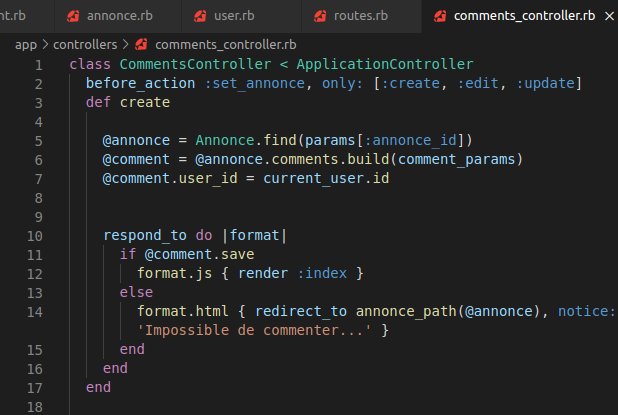 nt.rb annonce.rb user.rb routes.rb comments_controller.rb ×
app > controllers > comments_controller.rb
1 class CommentsController < ApplicationController
2 before_action :set_annonce, only: [:create, :edit, :update]
3 def create
4
5 @annonce = Annonce.find(params[:annonce_id])
6 @comment = @annonce.comments.build(comment_params)
7 @comment.user_id = current_user.id
8
9
10 respond_to do |format|
11 if @comment.save
12 format.js { render :index }
13 else
14 format.html { redirect_to annonce_path(@annonce), notice:
'Impossible de commenter...' }
15 end
16 end
17 end
18